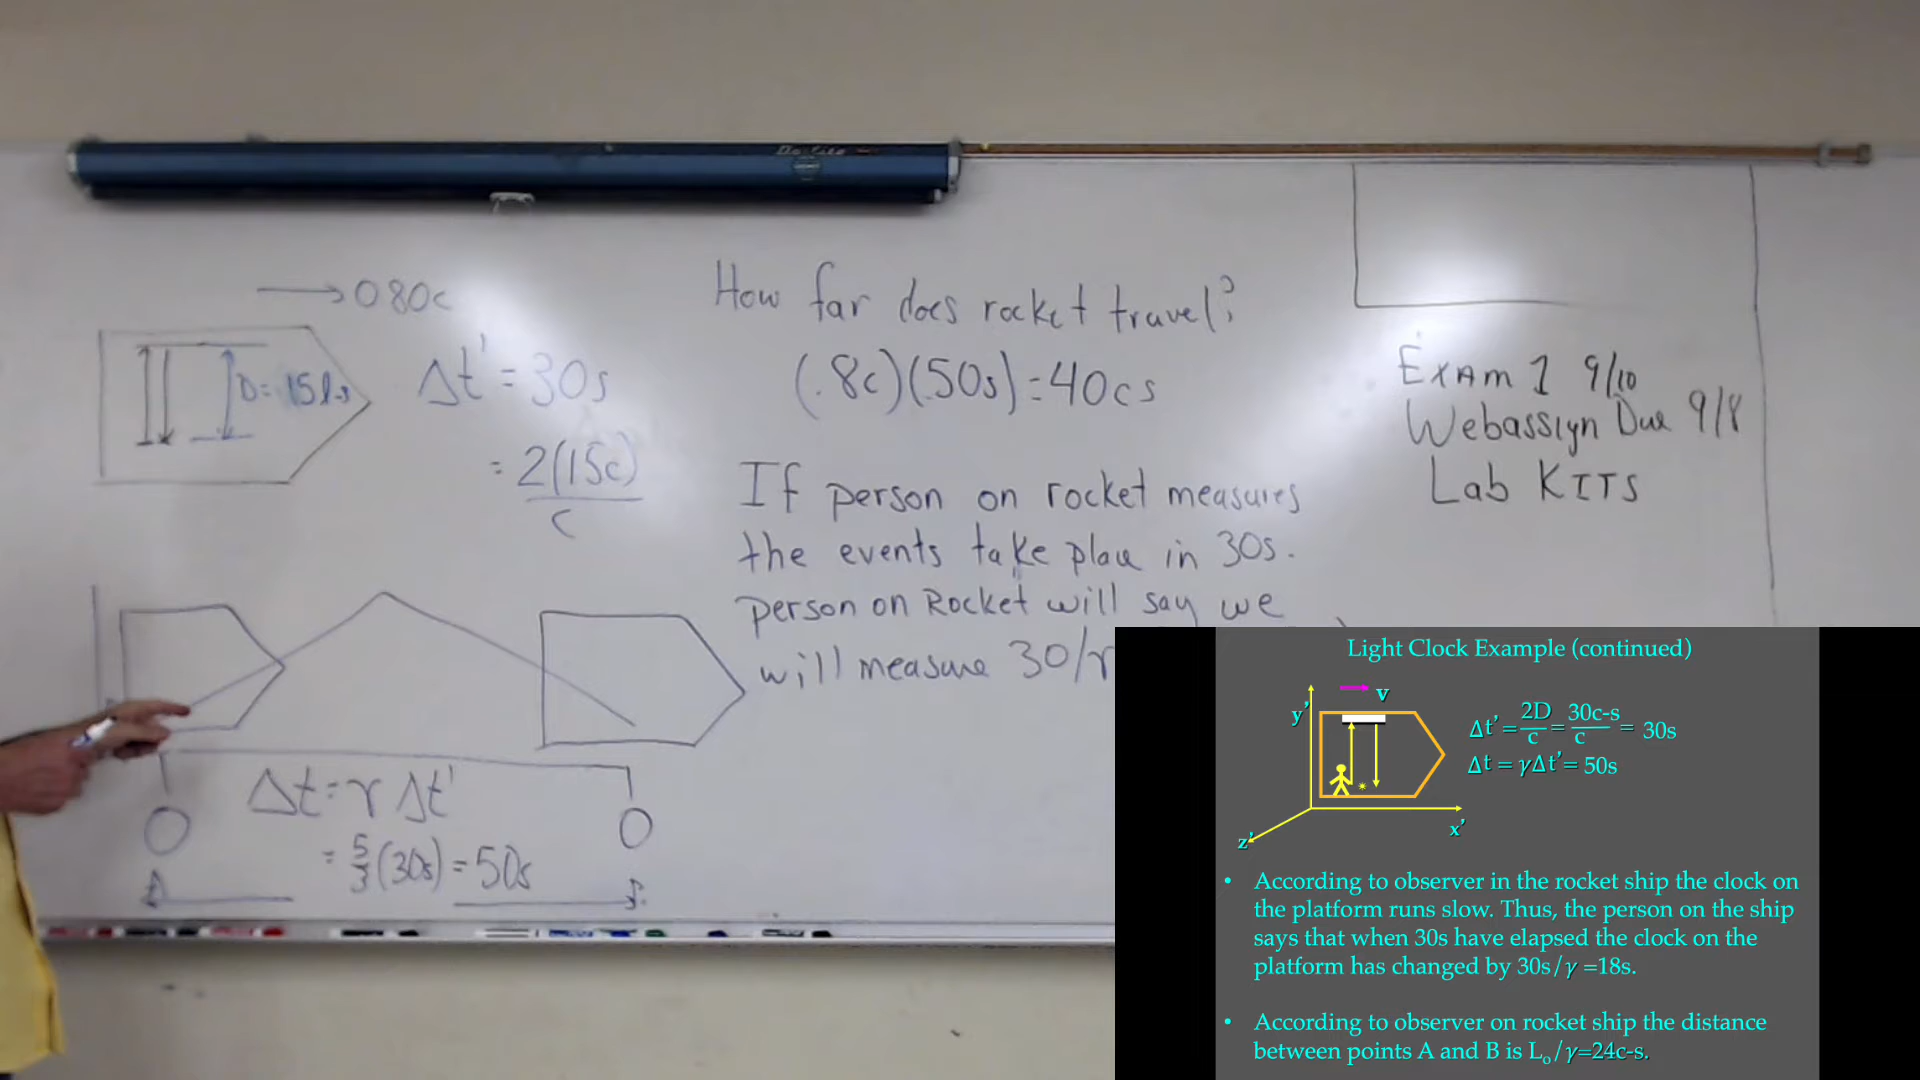 Da-Lite
→ 0.80c
D = 15 l-s
Δt' = 30s
= 2(15c)
c
Δt = γ Δt'
= 5/3 (30s) = 50s
How far does rocket travel?
(.8c)(50s) = 40cs
If person on rocket measures
the events take place in 30s.
person on Rocket will say we
will measure 30/γ
Exam 1 9/10
Webassign Due 9/8
Lab KITS
Light Clock Example (continued)
v
y'
x'
z'
Δt' = 2D/c = 30c-s/c = 30s
Δt = γΔt' = 50s
• According to observer in the rocket ship the clock on
the platform runs slow. Thus, the person on the ship
says that when 30s have elapsed the clock on the
platform has changed by 30s/γ =18s.
• According to observer on rocket ship the distance
between points A and B is Lₒ/γ=24c-s.